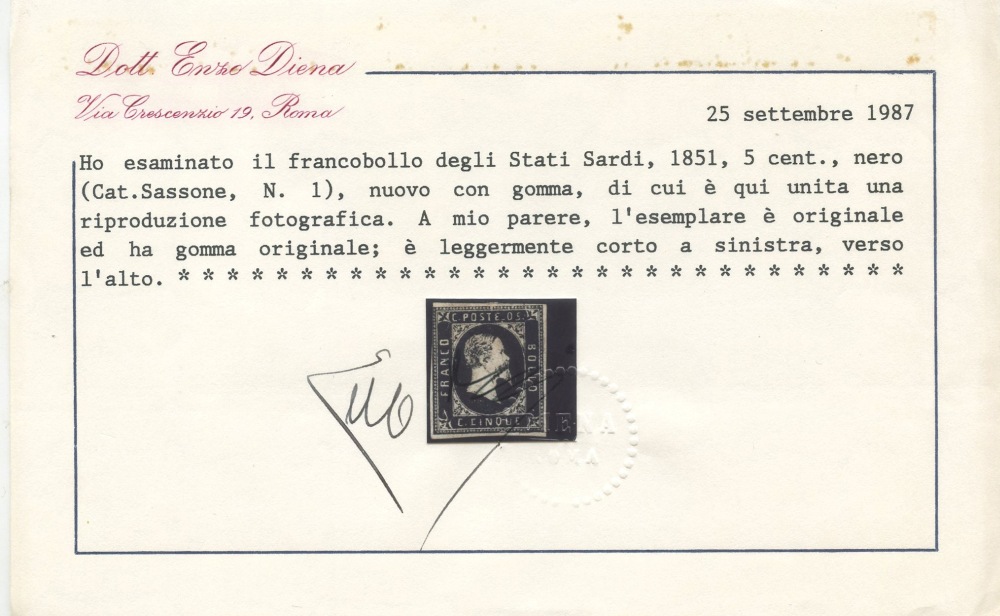 Dott. Enzo Diena
Via Crescenzio 19, Roma
25 settembre 1987
Ho esaminato il francobollo degli Stati Sardi, 1851, 5 cent., nero
(Cat.Sassone, N. 1), nuovo con gomma, di cui è qui unita una
riproduzione fotografica. A mio parere, l'esemplare è originale
ed ha gomma originale; è leggermente corto a sinistra, verso
l'alto. * * * * * * * * * * * * * * * * * * * * * * * * * * * * * *
C. POSTE. O S.
FRANCO
BOLLO
C. CINQUE